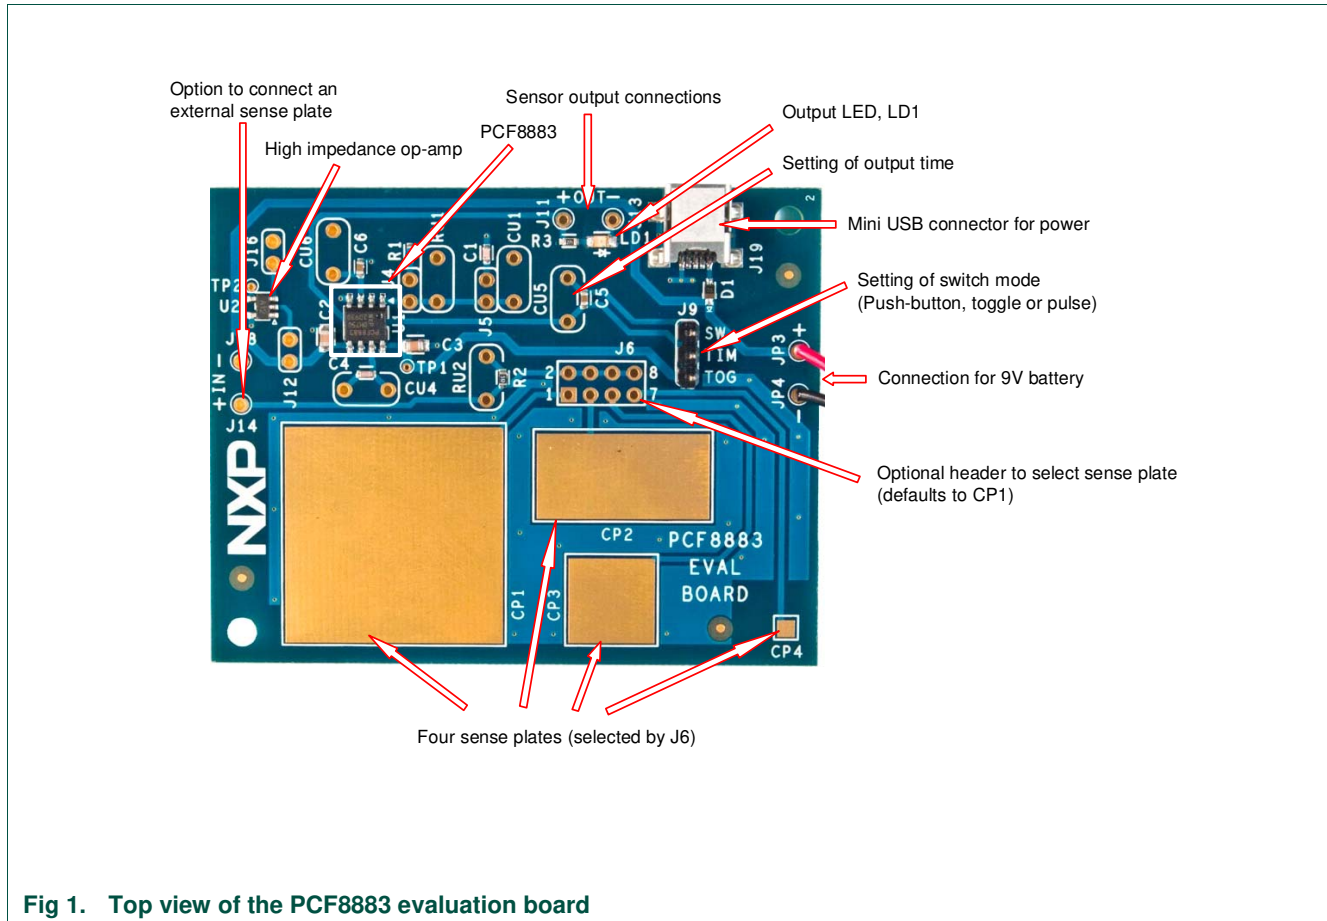 Option to connect an
external sense plate
High impedance op-amp
PCF8883
Sensor output connections
Output LED, LD1
Setting of output time
Mini USB connector for power
Setting of switch mode
(Push-button, toggle or pulse)
Connection for 9V battery
Optional header to select sense plate
(defaults to CP1)
+OUT-
J11
J13
2
J16
CU6
C6
R1
C1
CU1
R3
LD1
J19
TP2
U2
C2
U1
J5
CU5
C5
D1
J9
SW
TIM
TOG
+
JP3
JP4
-
-
+IN
J12
C4
CU4
C3
TP1
RU2
R2
J6
2
8
1
7
J14
NXP
CP1
CP2
CP3
PCF8883
EVAL
BOARD
CP4
Four sense plates (selected by J6)
Fig 1. Top view of the PCF8883 evaluation board